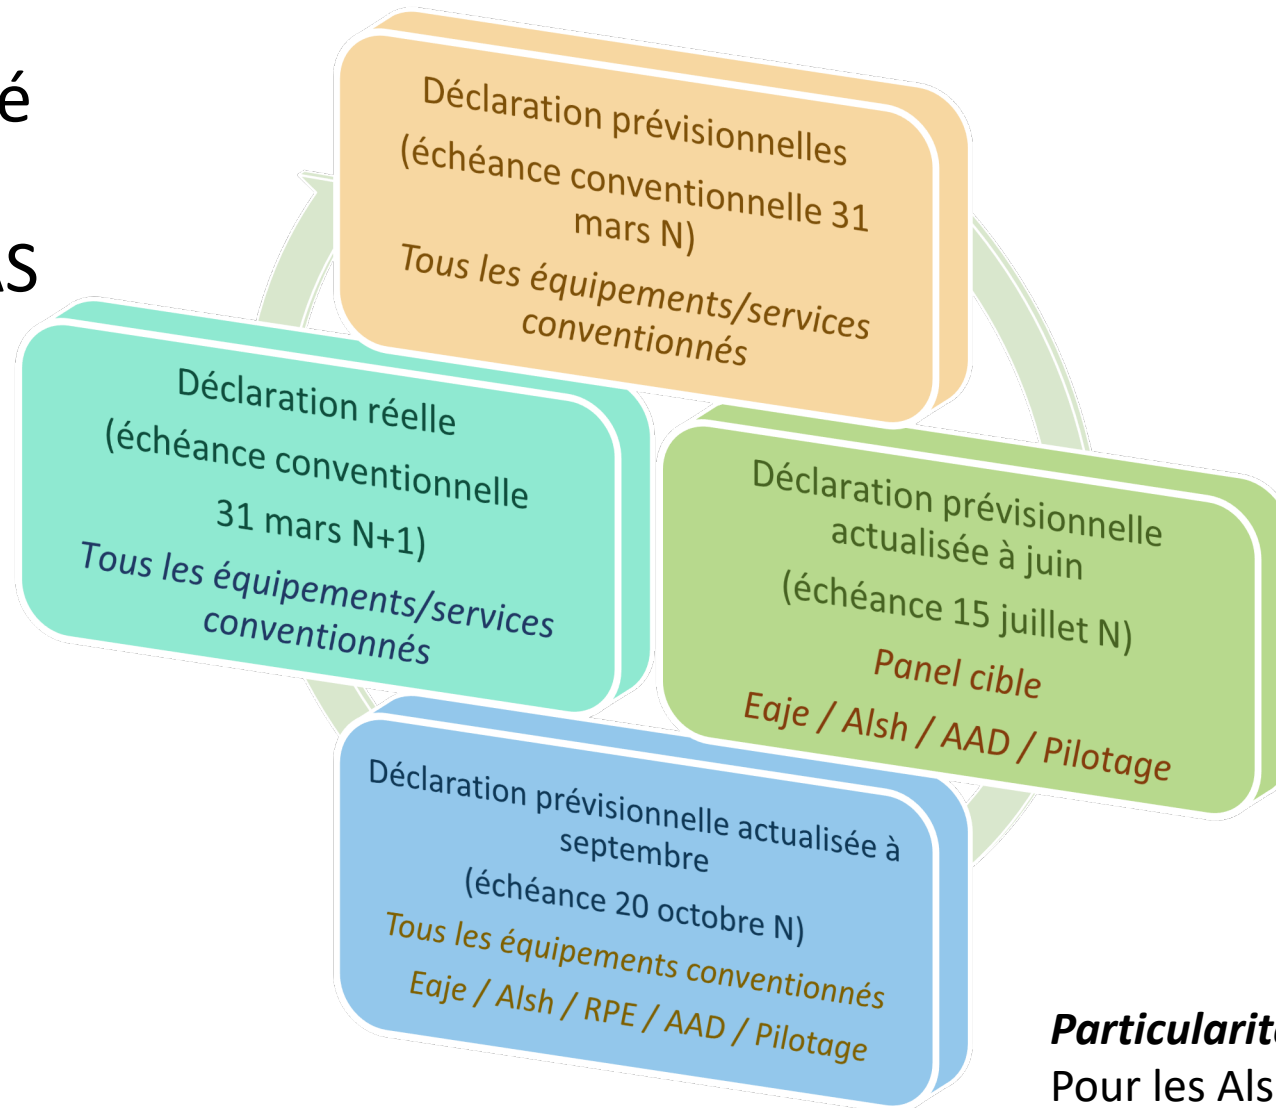 é
AS
Déclaration prévisionnelles
(échéance conventionnelle 31
mars N)
Tous les équipements/services
conventionnés
Déclaration réelle
(échéance conventionnelle
31 mars N+1)
Tous les équipements/services
conventionnés
Déclaration prévisionnelle
actualisée à juin
(échéance 15 juillet N)
Panel cible
Eaje / Alsh / AAD / Pilotage
Déclaration prévisionnelle actualisée à
septembre
(échéance 20 octobre N)
Tous les équipements conventionnés
Eaje / Alsh / RPE / AAD / Pilotage
Particularité
Pour les Als